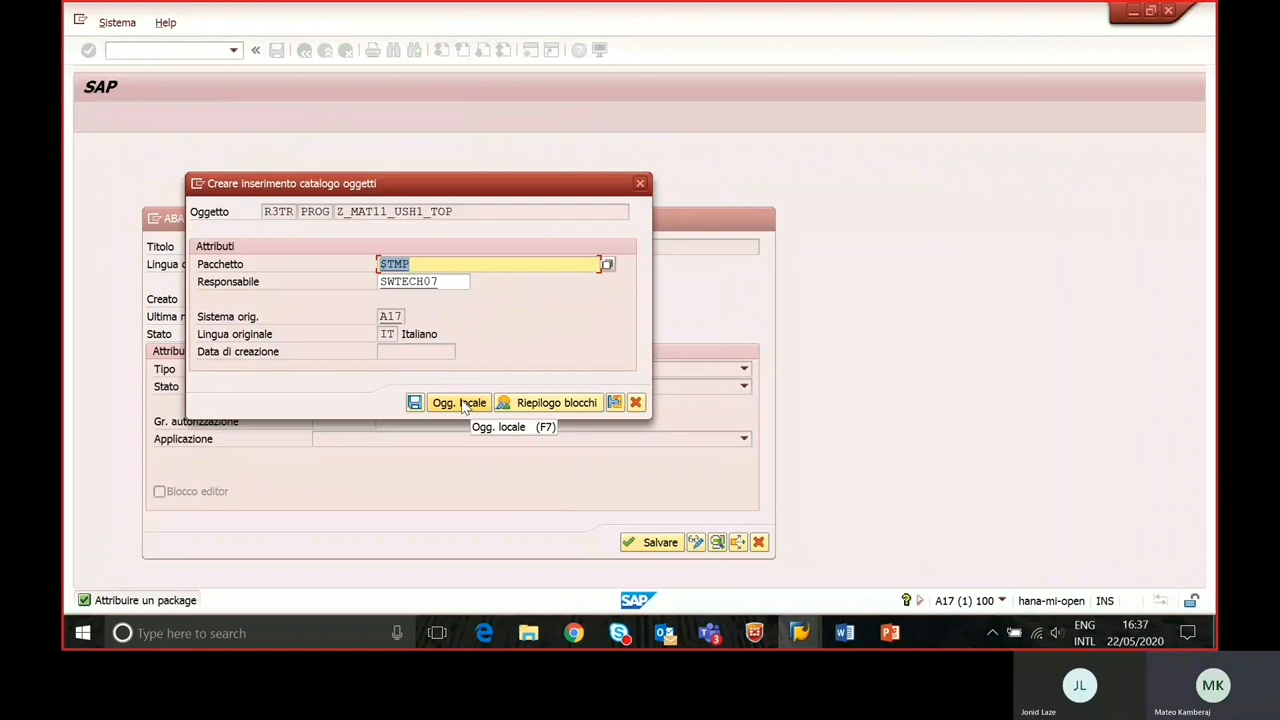 Sistema Help
SAP
Creare inserimento catalogo oggetti
Oggetto R3TR PROG Z_MAT11_USH1_TOP
ABA
Titolo
Attributi
Pacchetto $TMP
Lingua
Responsabile SWTECH07
Creato
Sistema orig. A17
Ultima
Lingua originale IT Italiano
Stato
Data di creazione
Attribu
Tipo
Stato
Ogg. locale Riepilogo blocchi
Gr. autorizzazione
Ogg. locale (F7)
Applicazione
Blocco editor
Salvare
Attribuire un package
SAP
A17 (1) 100 hana-mi-open INS
Type here to search
3
ENG
INTL
16:37
22/05/2020
JL
MK
Jonid Laze
Mateo Kamberaj